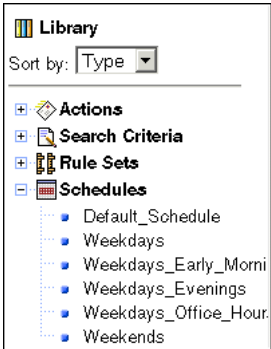 Library
Sort by: Type
Actions
Search Criteria
Rule Sets
Schedules
Default_Schedule
Weekdays
Weekdays_Early_Morni
Weekdays_Evenings
Weekdays_Office_Hour
Weekends